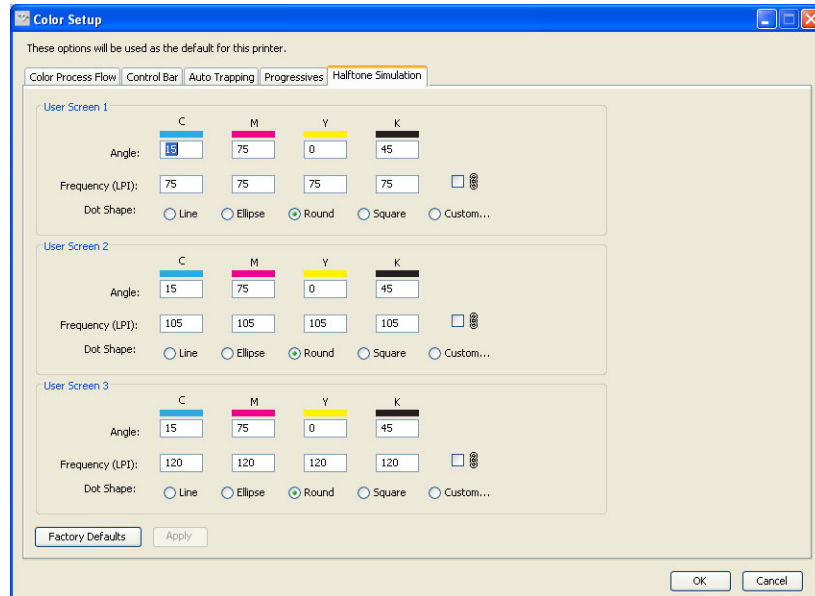 Color Setup
These options will be used as the default for this printer.
Color Process Flow Control Bar Auto Trapping Progressives Halftone Simulation
User Screen 1
C M Y K
Angle: 15 75 0 45
Frequency (LPI): 75 75 75 75
Dot Shape: Line Ellipse Round Square Custom...
User Screen 2
C M Y K
Angle: 15 75 0 45
Frequency (LPI): 105 105 105 105
Dot Shape: Line Ellipse Round Square Custom...
User Screen 3
C M Y K
Angle: 15 75 0 45
Frequency (LPI): 120 120 120 120
Dot Shape: Line Ellipse Round Square Custom...
Factory Defaults Apply
OK Cancel